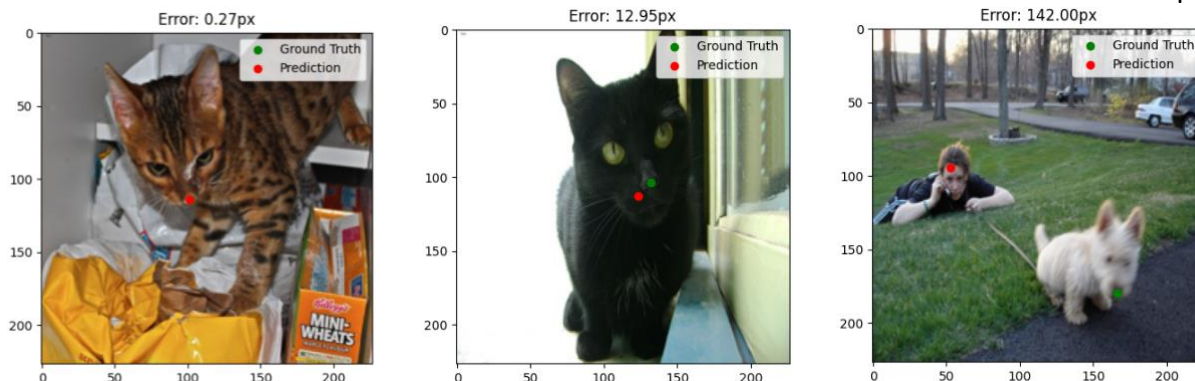 Error: 0.27px
Ground Truth
Prediction
0
50
100
150
200
0 50 100 150 200
Kellogg's
MINI-
WHEATS
Error: 12.95px
Ground Truth
Prediction
0
50
100
150
200
0 50 100 150 200
Error: 142.00px
Ground Truth
Prediction
0
50
100
150
200
0 50 100 150 200